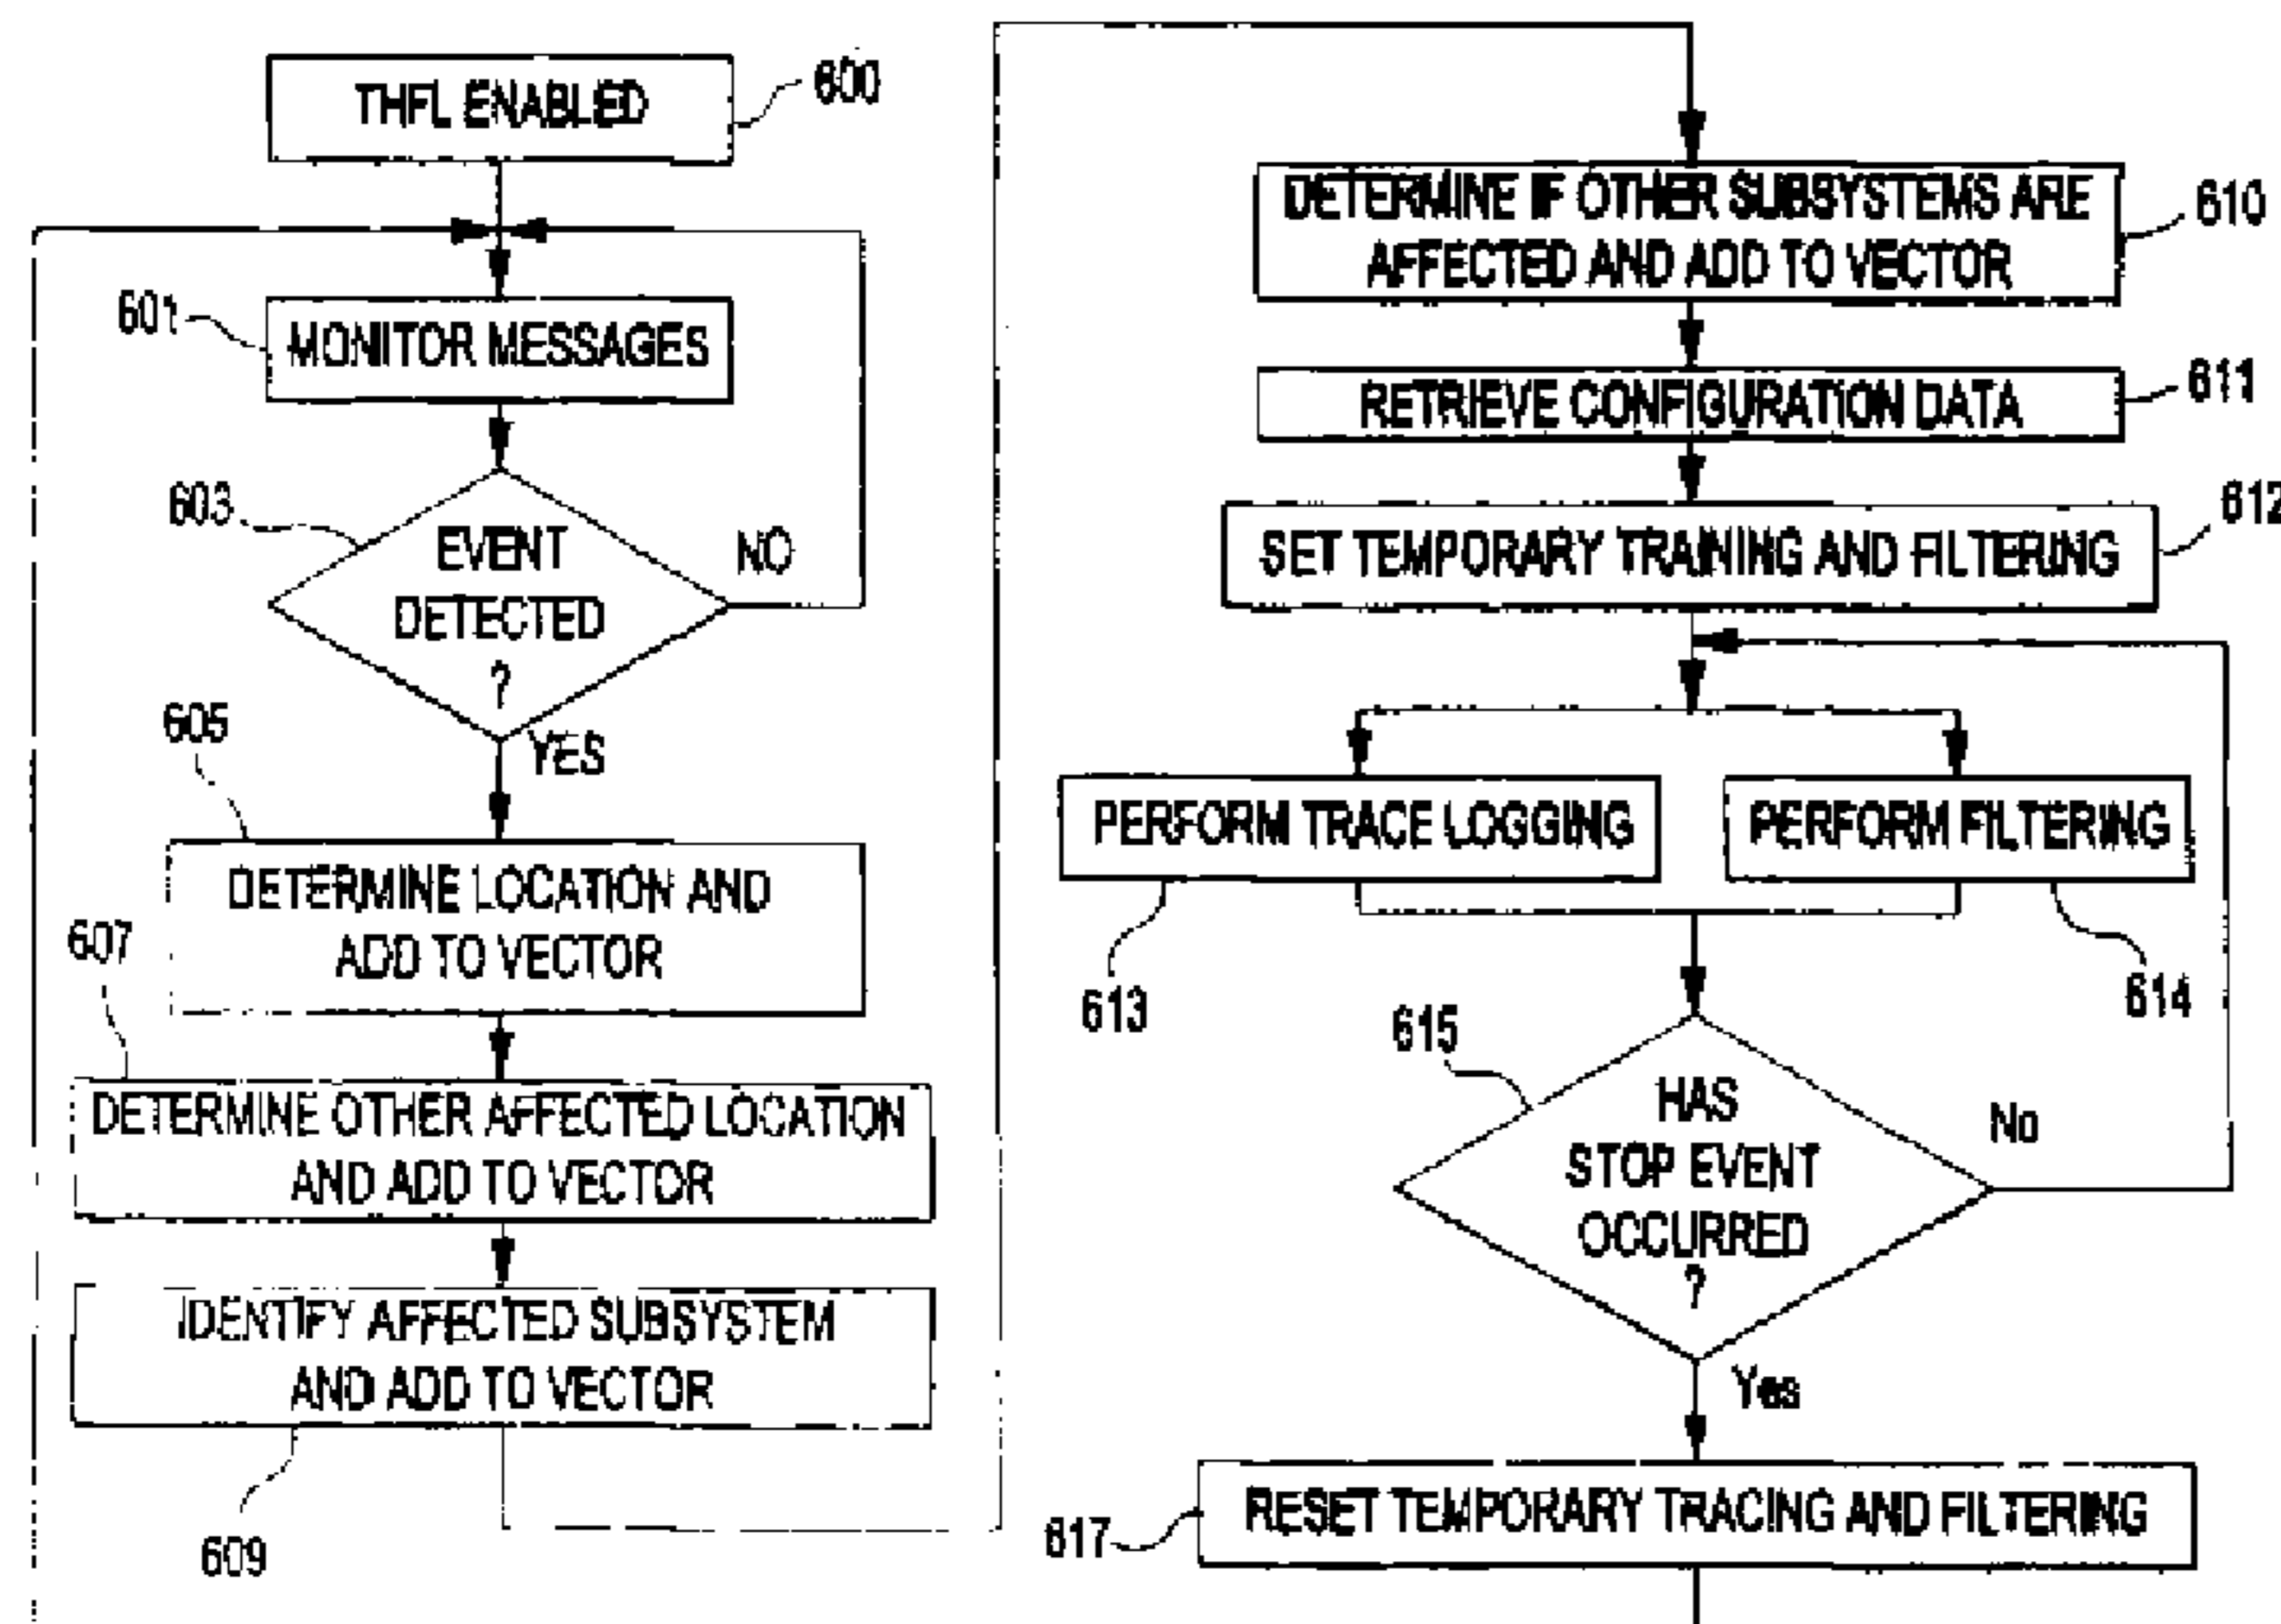 THFL ENABLED
600
601
MONITOR MESSAGES
603
EVENT
DETECTED
?
NO
YES
605
DETERMINE LOCATION AND
ADD TO VECTOR
607
DETERMINE OTHER AFFECTED LOCATION
AND ADD TO VECTOR
IDENTIFY AFFECTED SUBSYSTEM
AND ADD TO VECTOR
609
DETERMINE IF OTHER SUBSYSTEMS ARE
AFFECTED AND ADD TO VECTOR
610
RETRIEVE CONFIGURATION DATA
611
SET TEMPORARY TRAINING AND FILTERING
612
PERFORM TRACE LOGGING
PERFORM FILTERING
613
614
615
HAS
STOP EVENT
OCCURRED
?
No
Yes
RESET TEMPORARY TRACING AND FILTERING
617